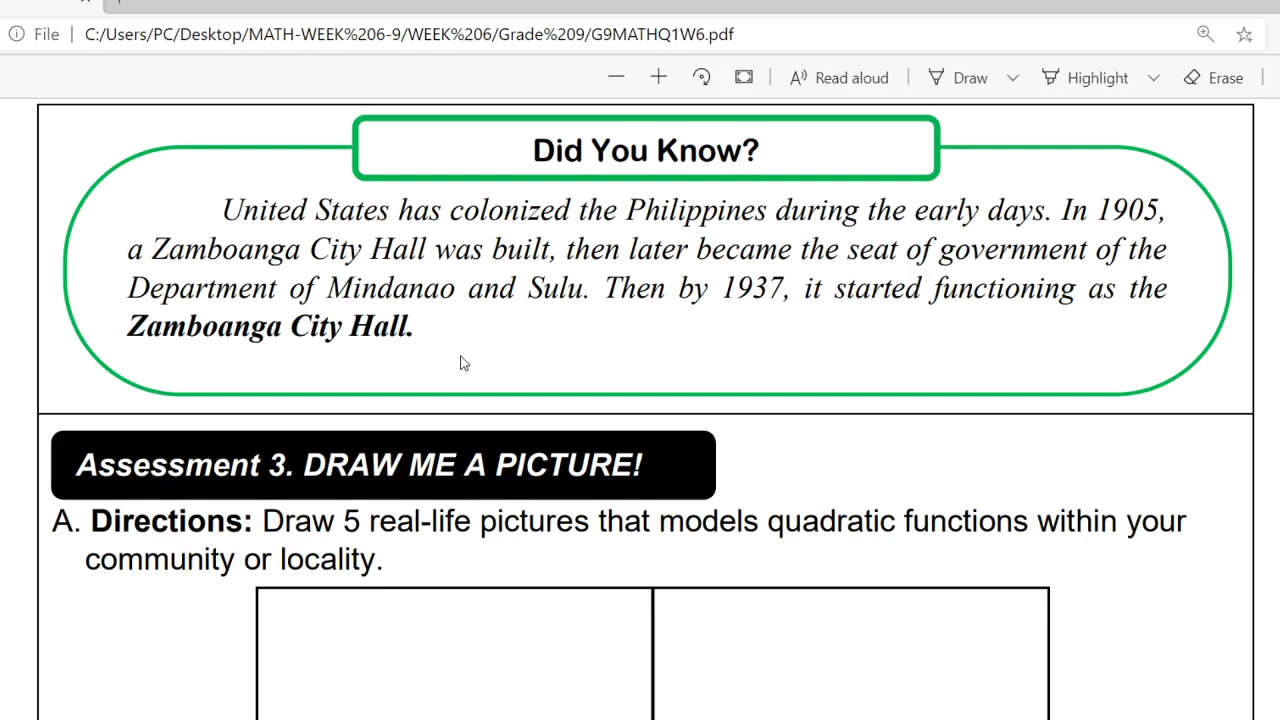 File | C:/Users/PC/Desktop/MATH-WEEK%206-9/WEEK%206/Grade%209/G9MATHQ1W6.pdf
Read aloud | Draw Highlight Erase
Did You Know?
United States has colonized the Philippines during the early days. In 1905,
a Zamboanga City Hall was built, then later became the seat of government of the
Department of Mindanao and Sulu. Then by 1937, it started functioning as the
Zamboanga City Hall.
Assessment 3. DRAW ME A PICTURE!
A. Directions: Draw 5 real-life pictures that models quadratic functions within your
community or locality.